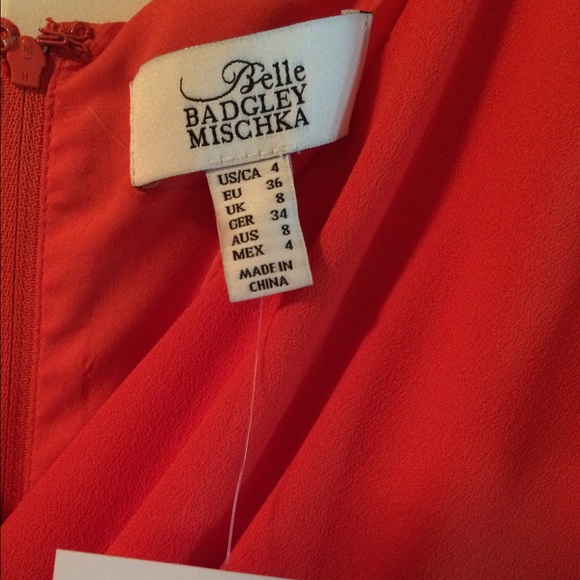 Belle
BADGLEY
MISCHKA
US/CA 4
EU 36
UK 8
GER 34
AUS 8
MEX 4
MADE IN
CHINA